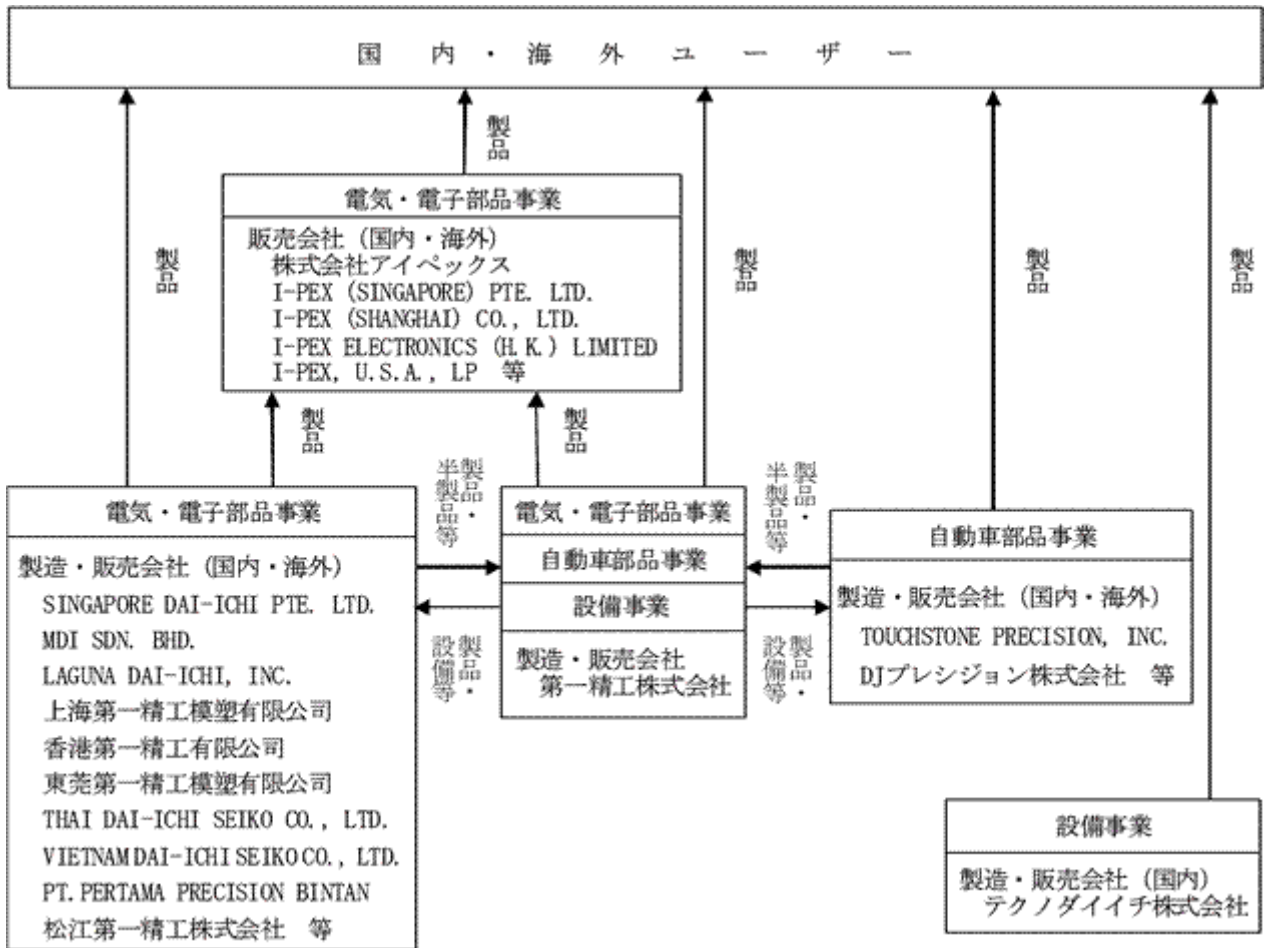 国内・海外ユーザー
製品
電気・電子部品事業
販売会社（国内・海外）
株式会社アイペックス
I-PEX (SINGAPORE) PTE. LTD.
I-PEX (SHANGHAI) CO., LTD.
I-PEX ELECTRONICS (H.K.) LIMITED
I-PEX, U.S.A., LP 等
製品
製品
製品
製品
製品
製品
電気・電子部品事業
製造・販売会社（国内・海外）
SINGAPORE DAI-ICHI PTE. LTD.
MDI SDN. BHD.
LAGUNA DAI-ICHI, INC.
上海第一精工模塑有限公司
香港第一精工有限公司
東莞第一精工模塑有限公司
THAI DAI-ICHI SEIKO CO., LTD.
VIETNAM DAI-ICHI SEIKO CO., LTD.
PT. PERTAMA PRECISION BINTAN
松江第一精工株式会社 等
製品・
半製品等
製品・
設備等
電気・電子部品事業
自動車部品事業
設備事業
製造・販売会社
第一精工株式会社
製品・
半製品等
製品・
設備等
自動車部品事業
製造・販売会社（国内・海外）
TOUCHSTONE PRECISION, INC.
DJプレシジョン株式会社 等
設備事業
製造・販売会社（国内）
テクノダイイチ株式会社